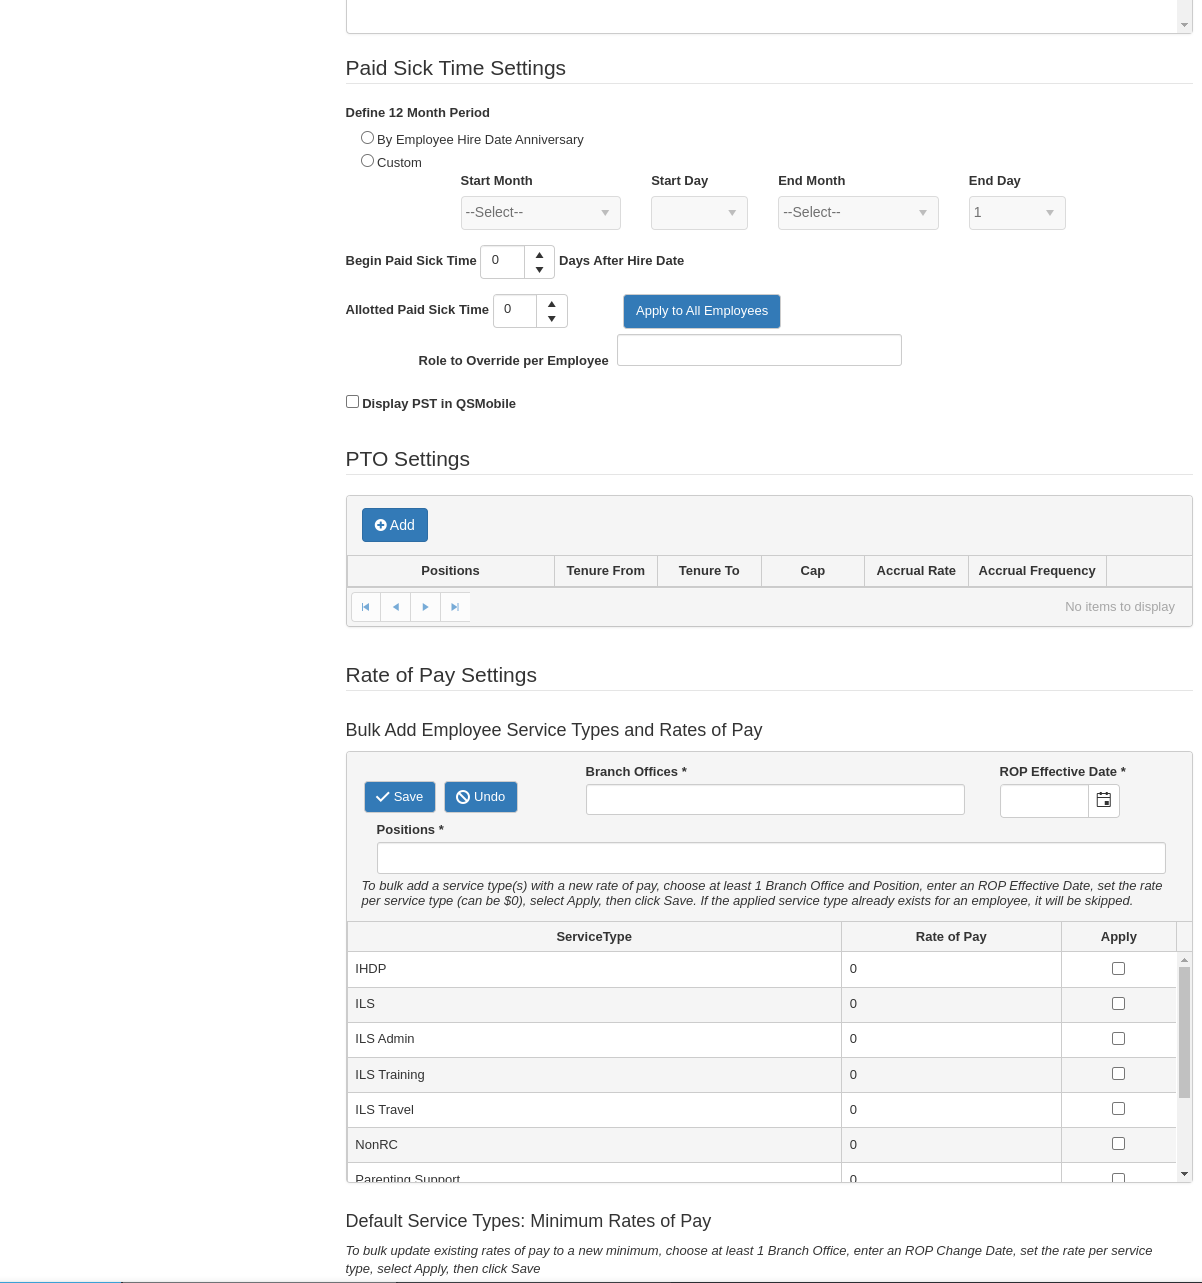 Paid Sick Time Settings
Define 12 Month Period
By Employee Hire Date Anniversary
Custom
Start Month Start Day End Month End Day
--Select-- --Select-- 1
Begin Paid Sick Time 0 Days After Hire Date
Allotted Paid Sick Time 0 Apply to All Employees
Role to Override per Employee
Display PST in QSMobile
PTO Settings
Add
Positions Tenure From Tenure To Cap Accrual Rate Accrual Frequency
No items to display
Rate of Pay Settings
Bulk Add Employee Service Types and Rates of Pay
Branch Offices * ROP Effective Date *
Save Undo
Positions *
To bulk add a service type(s) with a new rate of pay, choose at least 1 Branch Office and Position, enter an ROP Effective Date, set the rate
per service type (can be $0), select Apply, then click Save. If the applied service type already exists for an employee, it will be skipped.
ServiceType Rate of Pay Apply
IHDP 0
ILS 0
ILS Admin 0
ILS Training 0
ILS Travel 0
NonRC 0
Parenting Support 0
Default Service Types: Minimum Rates of Pay
To bulk update existing rates of pay to a new minimum, choose at least 1 Branch Office, enter an ROP Change Date, set the rate per service
type, select Apply, then click Save